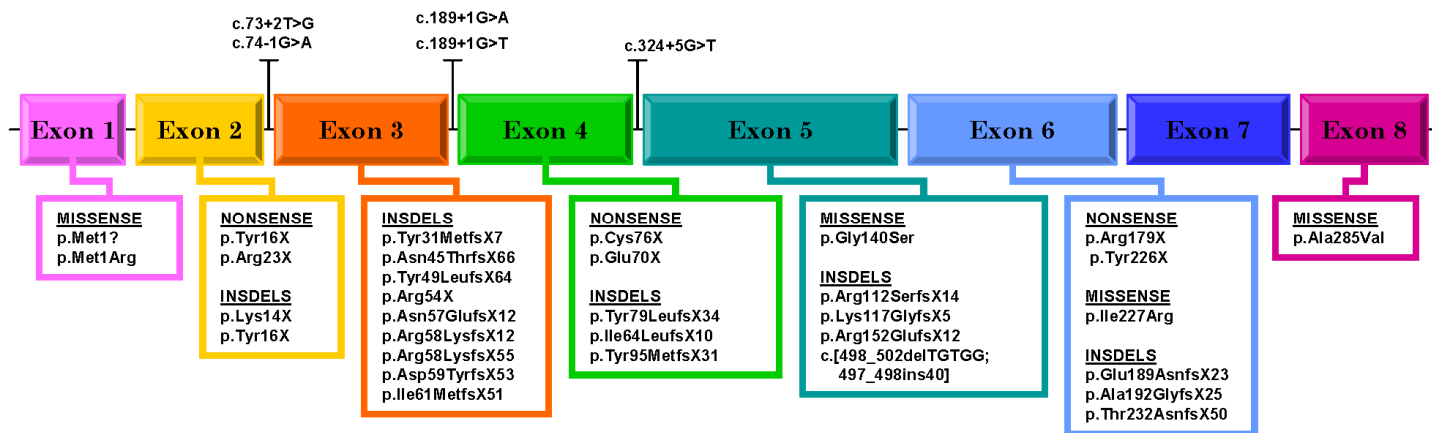 c.73+2T>G
c.74-1G>A
c.189+1G>A
c.189+1G>T
c.324+5G>T
Exon 1
Exon 2
Exon 3
Exon 4
Exon 5
Exon 6
Exon 7
Exon 8
MISSENSE
p.Met1?
p.Met1Arg
NONSENSE
p.Tyr16X
p.Arg23X
INSDELS
p.Lys14X
p.Tyr16X
INSDELS
p.Tyr31MetfsX7
p.Asn45ThrfsX66
p.Tyr49LeufsX64
p.Arg54X
p.Asn57GlufsX12
p.Arg58LysfsX12
p.Arg58LysfsX55
p.Asp59TyrfsX53
p.Ile61MetfsX51
NONSENSE
p.Cys76X
p.Glu70X
INSDELS
p.Tyr79LeufsX34
p.Ile64LeufsX10
p.Tyr95MetfsX31
MISSENSE
p.Gly140Ser
INSDELS
p.Arg112SerfsX14
p.Lys117GlyfsX5
p.Arg152GlufsX12
c.[498_502delTGTGG;
497_498ins40]
NONSENSE
p.Arg179X
p.Tyr226X
MISSENSE
p.Ile227Arg
INSDELS
p.Glu189AsnfsX23
p.Ala192GlyfsX25
p.Thr232AsnfsX50
MISSENSE
p.Ala285Val